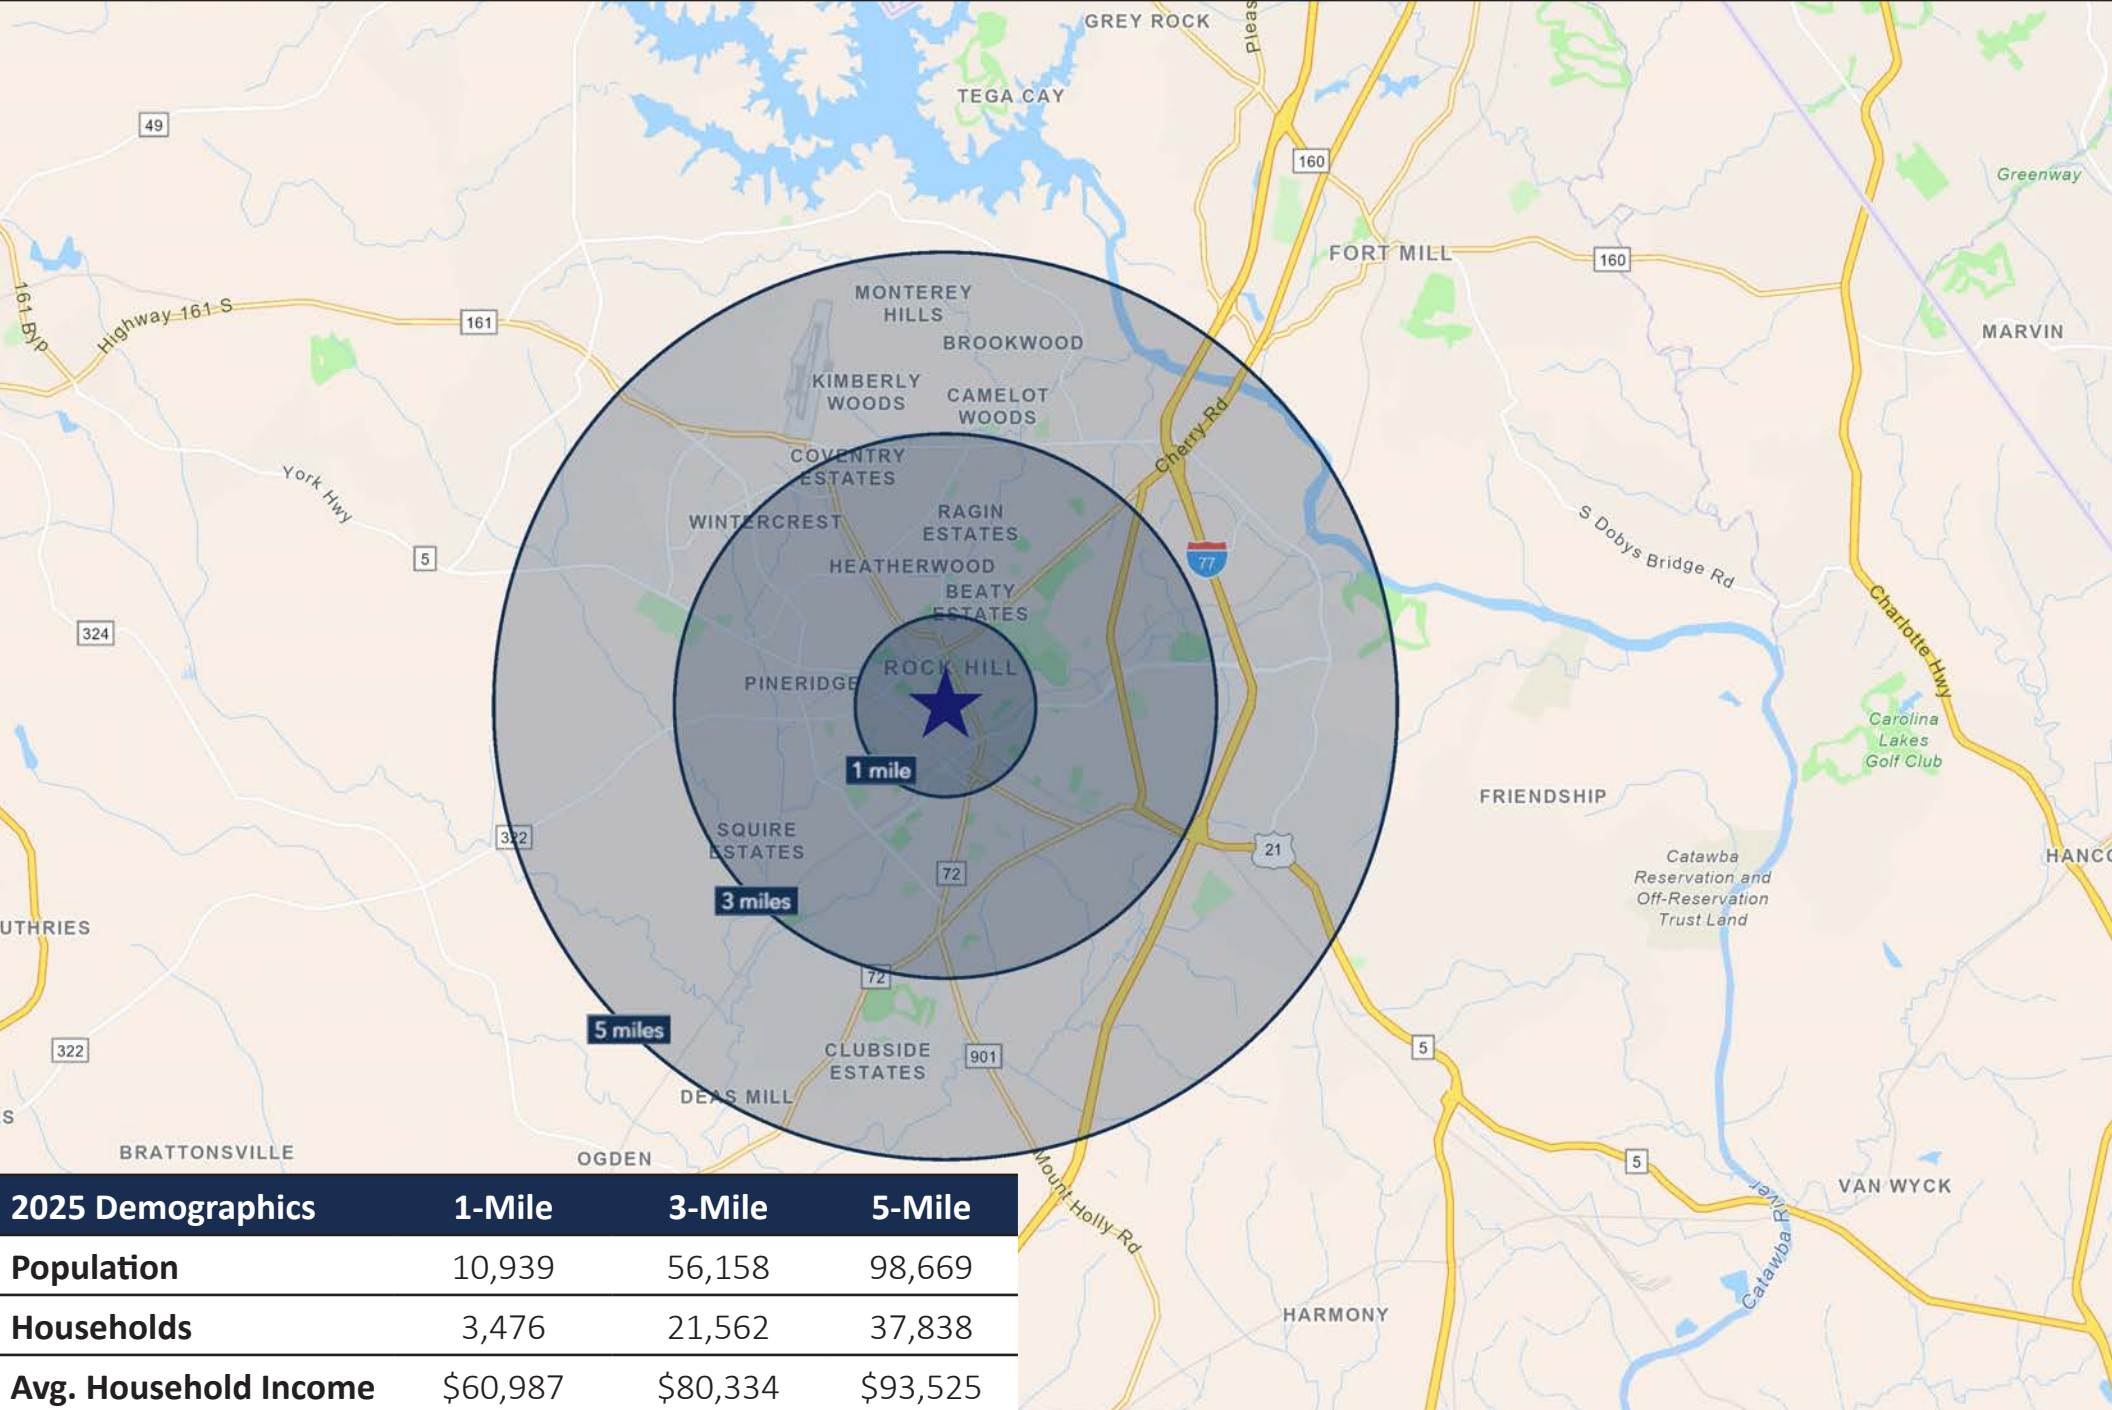 GREY ROCK
Pleas
TEGA CAY
49
160
Greenway
FORT MILL
160
161 Byp
Highway 161 S
161
MONTEREY
HILLS
BROOKWOOD
MARVIN
KIMBERLY
WOODS
CAMELOT
WOODS
Cherry Rd
COVENTRY
ESTATES
York Hwy
WINTERCREST
RAGIN
ESTATES
S Dobys Bridge Rd
5
HEATHERWOOD
77
BEATY
ESTATES
324
Charlotte Hwy
ROCK HILL
PINERIDGE
Carolina
Lakes
Golf Club
1 mile
FRIENDSHIP
322
SQUIRE
ESTATES
21
HANCO
72
Catawba
Reservation and
Off-Reservation
Trust Land
3 miles
UTHRIES
72
5 miles
322
CLUBSIDE
ESTATES
901
5
DEAS MILL
S
BRATTONSVILLE
OGDEN
5
VAN WYCK
Mount Holly Rd
Catawba River
HARMONY
2025 Demographics 1-Mile 3-Mile 5-Mile
Population 10,939 56,158 98,669
Households 3,476 21,562 37,838
Avg. Household Income $60,987 $80,334 $93,525